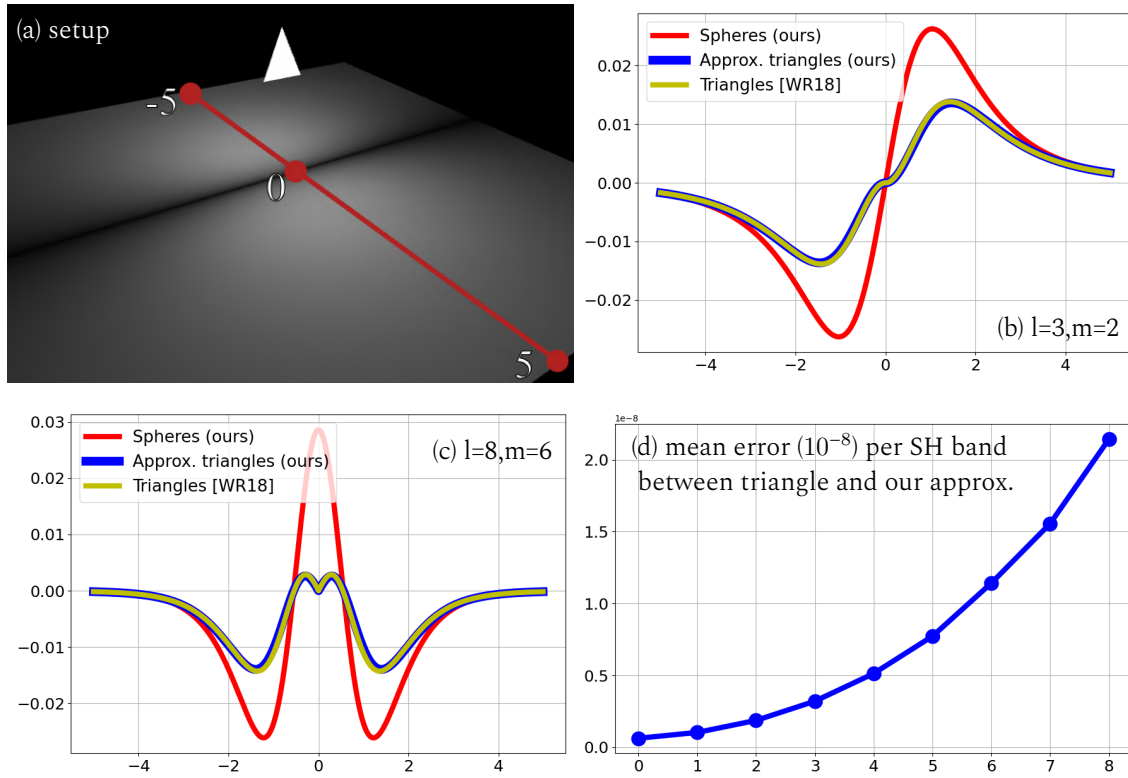 (a) setup
-5
0
5
Spheres (ours)
Approx. triangles (ours)
Triangles [WR18]
0.02
0.01
0.00
−0.01
−0.02
−4 −2 0 2 4
(b) l=3,m=2
Spheres (ours)
Approx. triangles (ours)
Triangles [WR18]
(c) l=8,m=6
0.03
0.02
0.01
0.00
−0.01
−0.02
−4 −2 0 2 4
1e−8
(d) mean error (10⁻⁸) per SH band
between triangle and our approx.
2.0
1.5
1.0
0.5
0.0
0 1 2 3 4 5 6 7 8